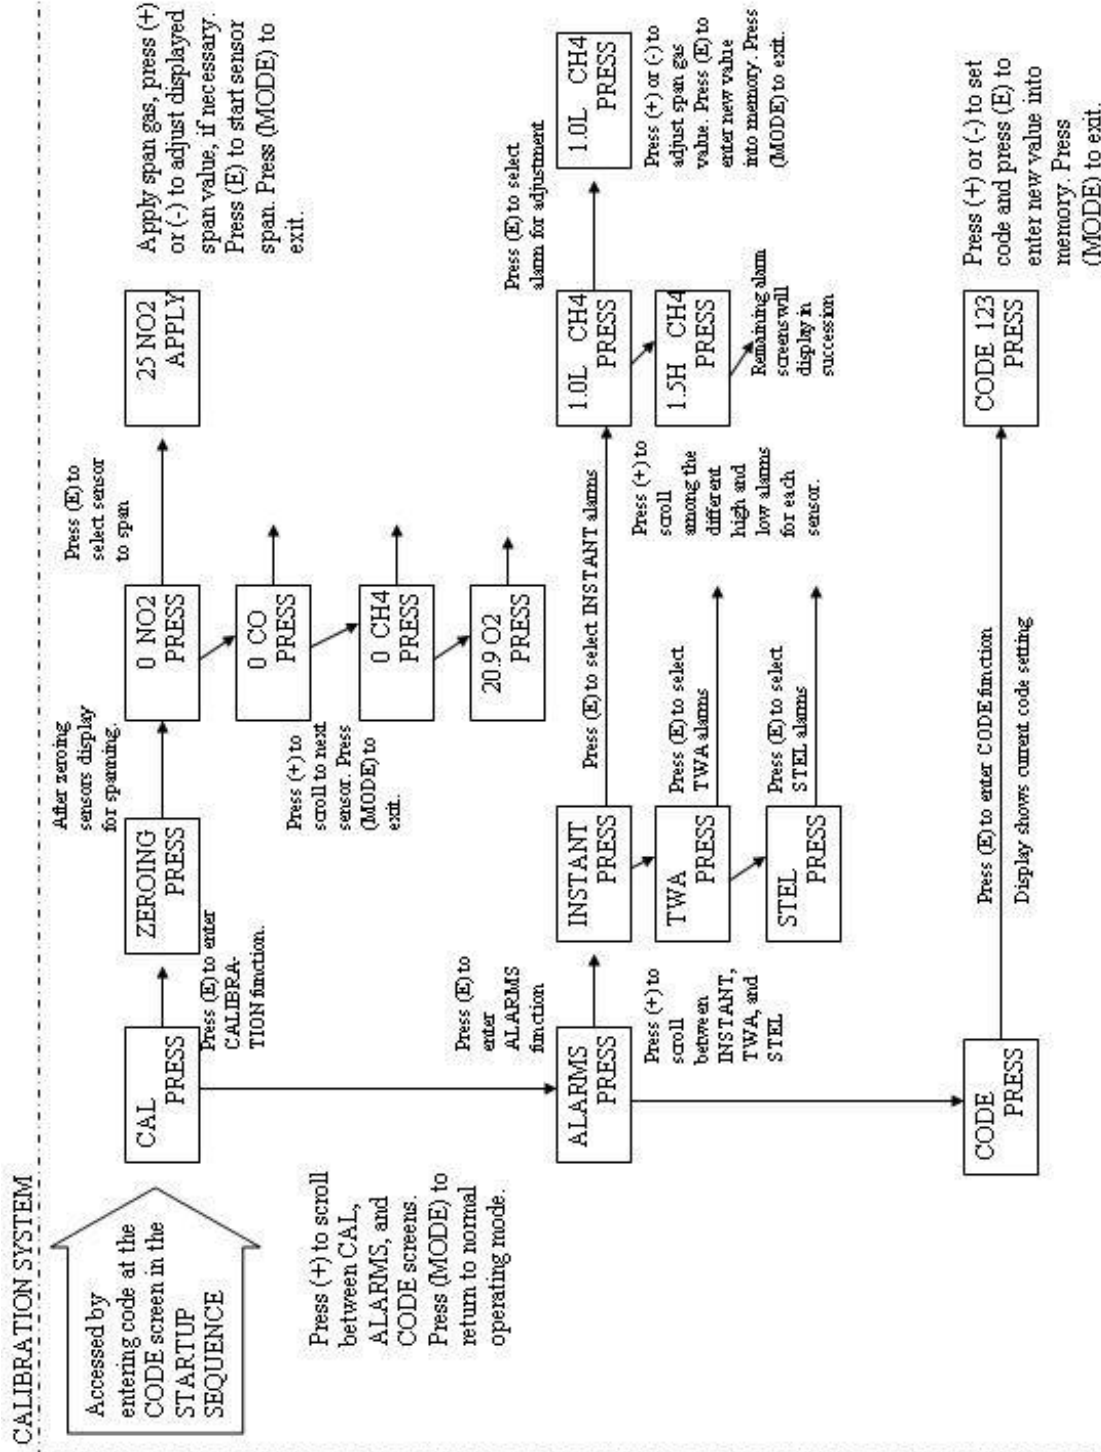 CALIBRATION SYSTEM
Accessed by
entering code at the
CODE screen in the
STARTUP
SEQUENCE
CAL
PRESS
Press (E) to enter
CALIBRA-
TION function.
ZEROING
PRESS
After zeroing
sensors display
for spanning.
0 NO2
PRESS
Press (E) to
select sensor
to span
25 NO2
APPLY
Apply span gas, press (+)
or (-) to adjust displayed
span value, if necessary.
Press (E) to start sensor
span. Press (MODE) to
exit.
0 CO
PRESS
Press (+) to
scroll to next
sensor. Press
(MODE) to
exit.
0 CH4
PRESS
20.9 O2
PRESS
Press (+) to scroll
between CAL,
ALARMS, and
CODE screens.
Press (MODE) to
return to normal
operating mode.
Press (E) to
enter
ALARMS
function
ALARMS
PRESS
Press (+) to
scroll
between
INSTANT,
TWA, and
STEL
INSTANT
PRESS
Press (E) to select INSTANT alarms
TWA
PRESS
Press (E) to select
TWA alarms
STEL
PRESS
Press (E) to select
STEL alarms
1.0L CH4
PRESS
Press (+) to
scroll
among the
different
high and
low alarms
for each
sensor.
1.5H CH4
PRESS
Remaining alarm
screens will
display in
succession
Press (E) to select
alarm for adjustment
1.0L CH4
PRESS
Press (+) or (-) to
adjust span gas
value. Press (E) to
enter new value
into memory. Press
(MODE) to exit.
CODE
PRESS
Press (E) to enter CODE function
Display shows current code setting
CODE 123
PRESS
Press (+) or (-) to set
code and press (E) to
enter new value into
memory. Press
(MODE) to exit.